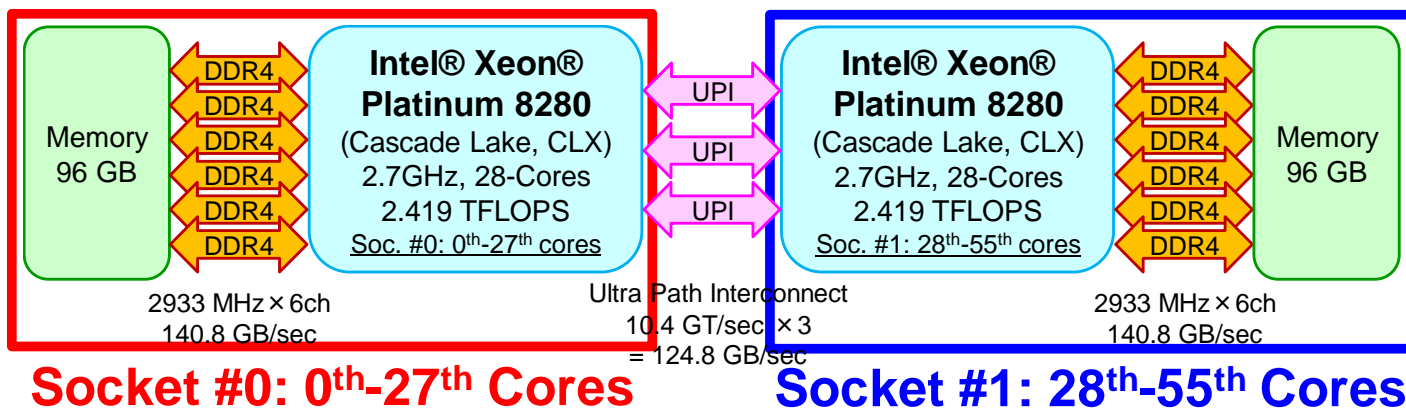 Memory
96 GB
DDR4
DDR4
DDR4
DDR4
DDR4
DDR4
Intel® Xeon®
Platinum 8280
(Cascade Lake, CLX)
2.7GHz, 28-Cores
2.419 TFLOPS
Soc. #0: 0th-27th cores
UPI
UPI
UPI
Intel® Xeon®
Platinum 8280
(Cascade Lake, CLX)
2.7GHz, 28-Cores
2.419 TFLOPS
Soc. #1: 28th-55th cores
DDR4
DDR4
DDR4
DDR4
DDR4
DDR4
Memory
96 GB
2933 MHz×6ch
140.8 GB/sec
Ultra Path Interconnect
10.4 GT/sec ×3
= 124.8 GB/sec
2933 MHz×6ch
140.8 GB/sec
Socket #0: 0th-27th Cores
Socket #1: 28th-55th Cores